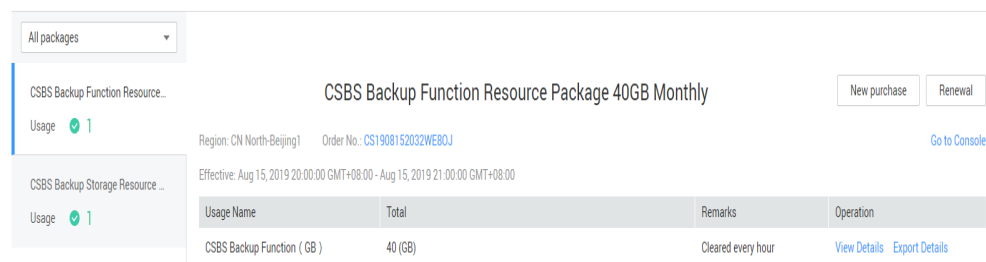 All packages
CSBS Backup Function Resource...
Usage 1
CSBS Backup Storage Resource ...
Usage 1
CSBS Backup Function Resource Package 40GB Monthly
New purchase Renewal
Region: CN North-Beijing1 Order No.: CS1908152032WEBOJ Go to Console
Effective: Aug 15, 2019 20:00:00 GMT+08:00 - Aug 15, 2019 21:00:00 GMT+08:00
Usage Name Total Remarks Operation
CSBS Backup Function ( GB ) 40 (GB) Cleared every hour View Details Export Details